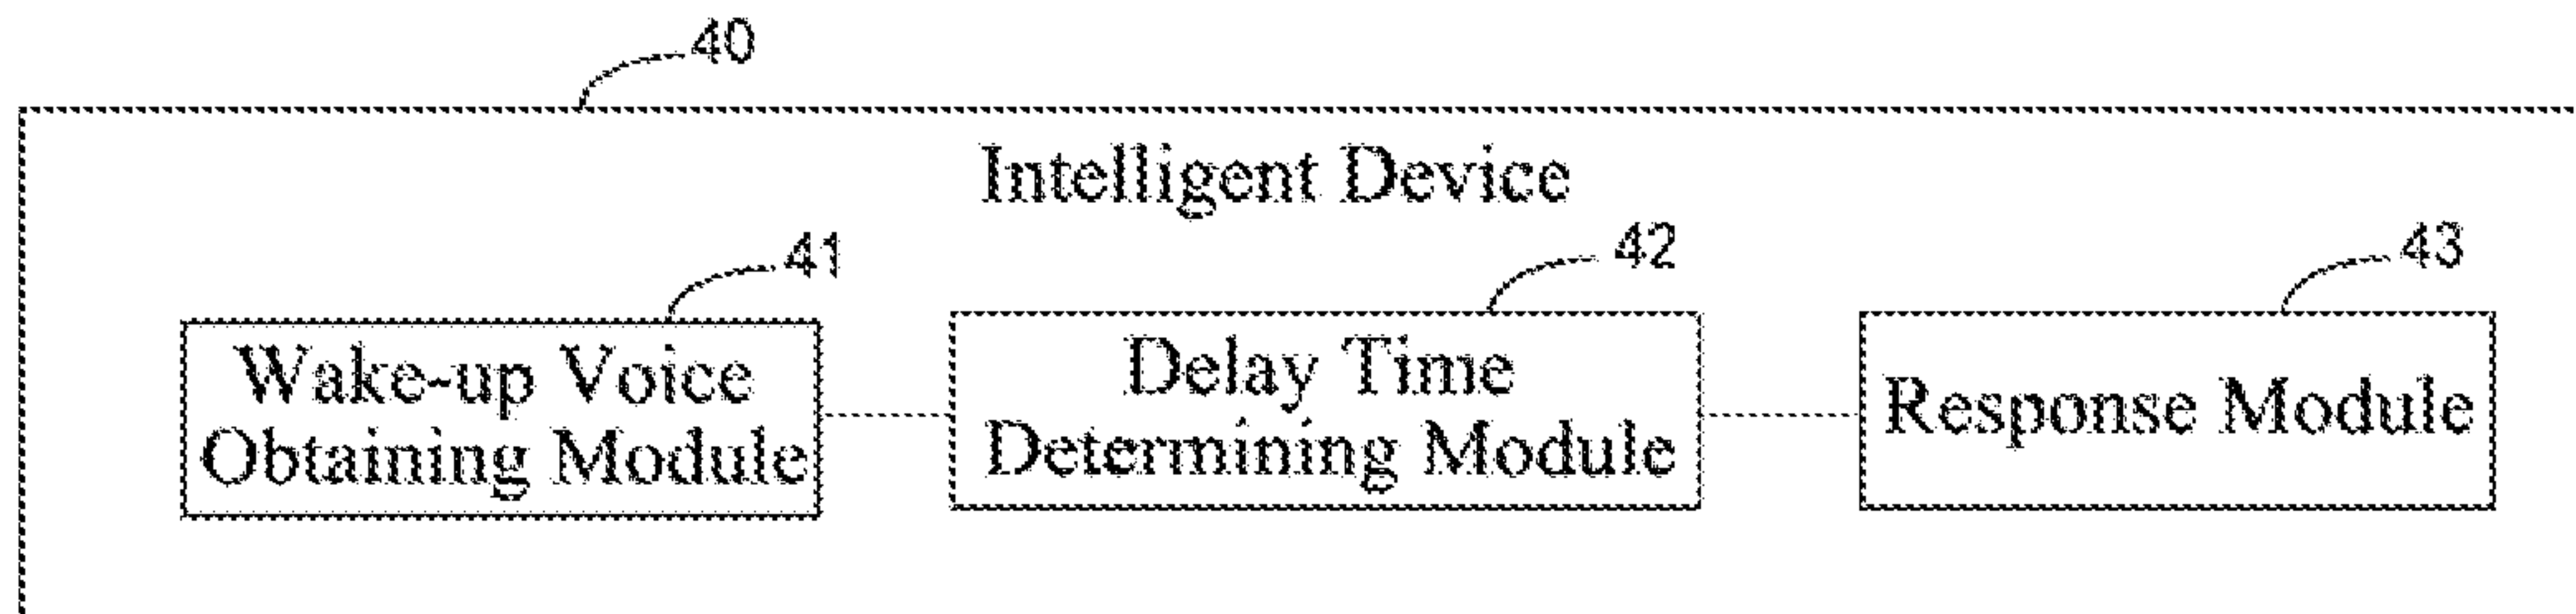 40
Intelligent Device
41
42
43
Wake-up Voice
Obtaining Module
Delay Time
Determining Module
Response Module